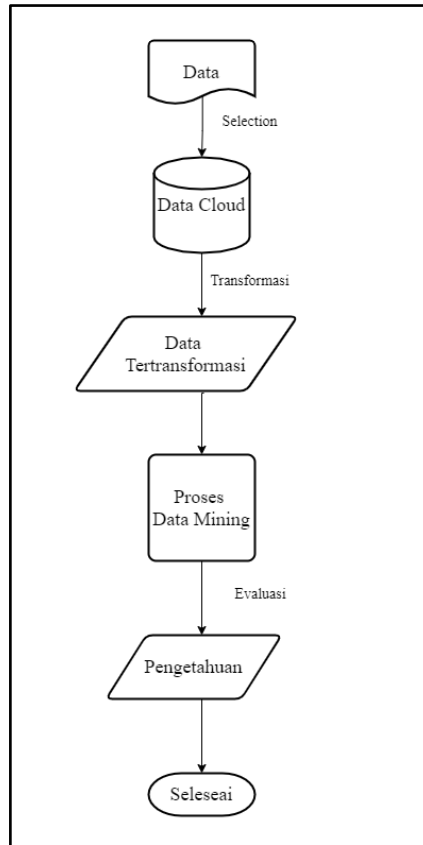 Data
Selection
Data Cloud
Transformasi
Data
Tertransformasi
Proses
Data Mining
Evaluasi
Pengetahuan
Seleseai